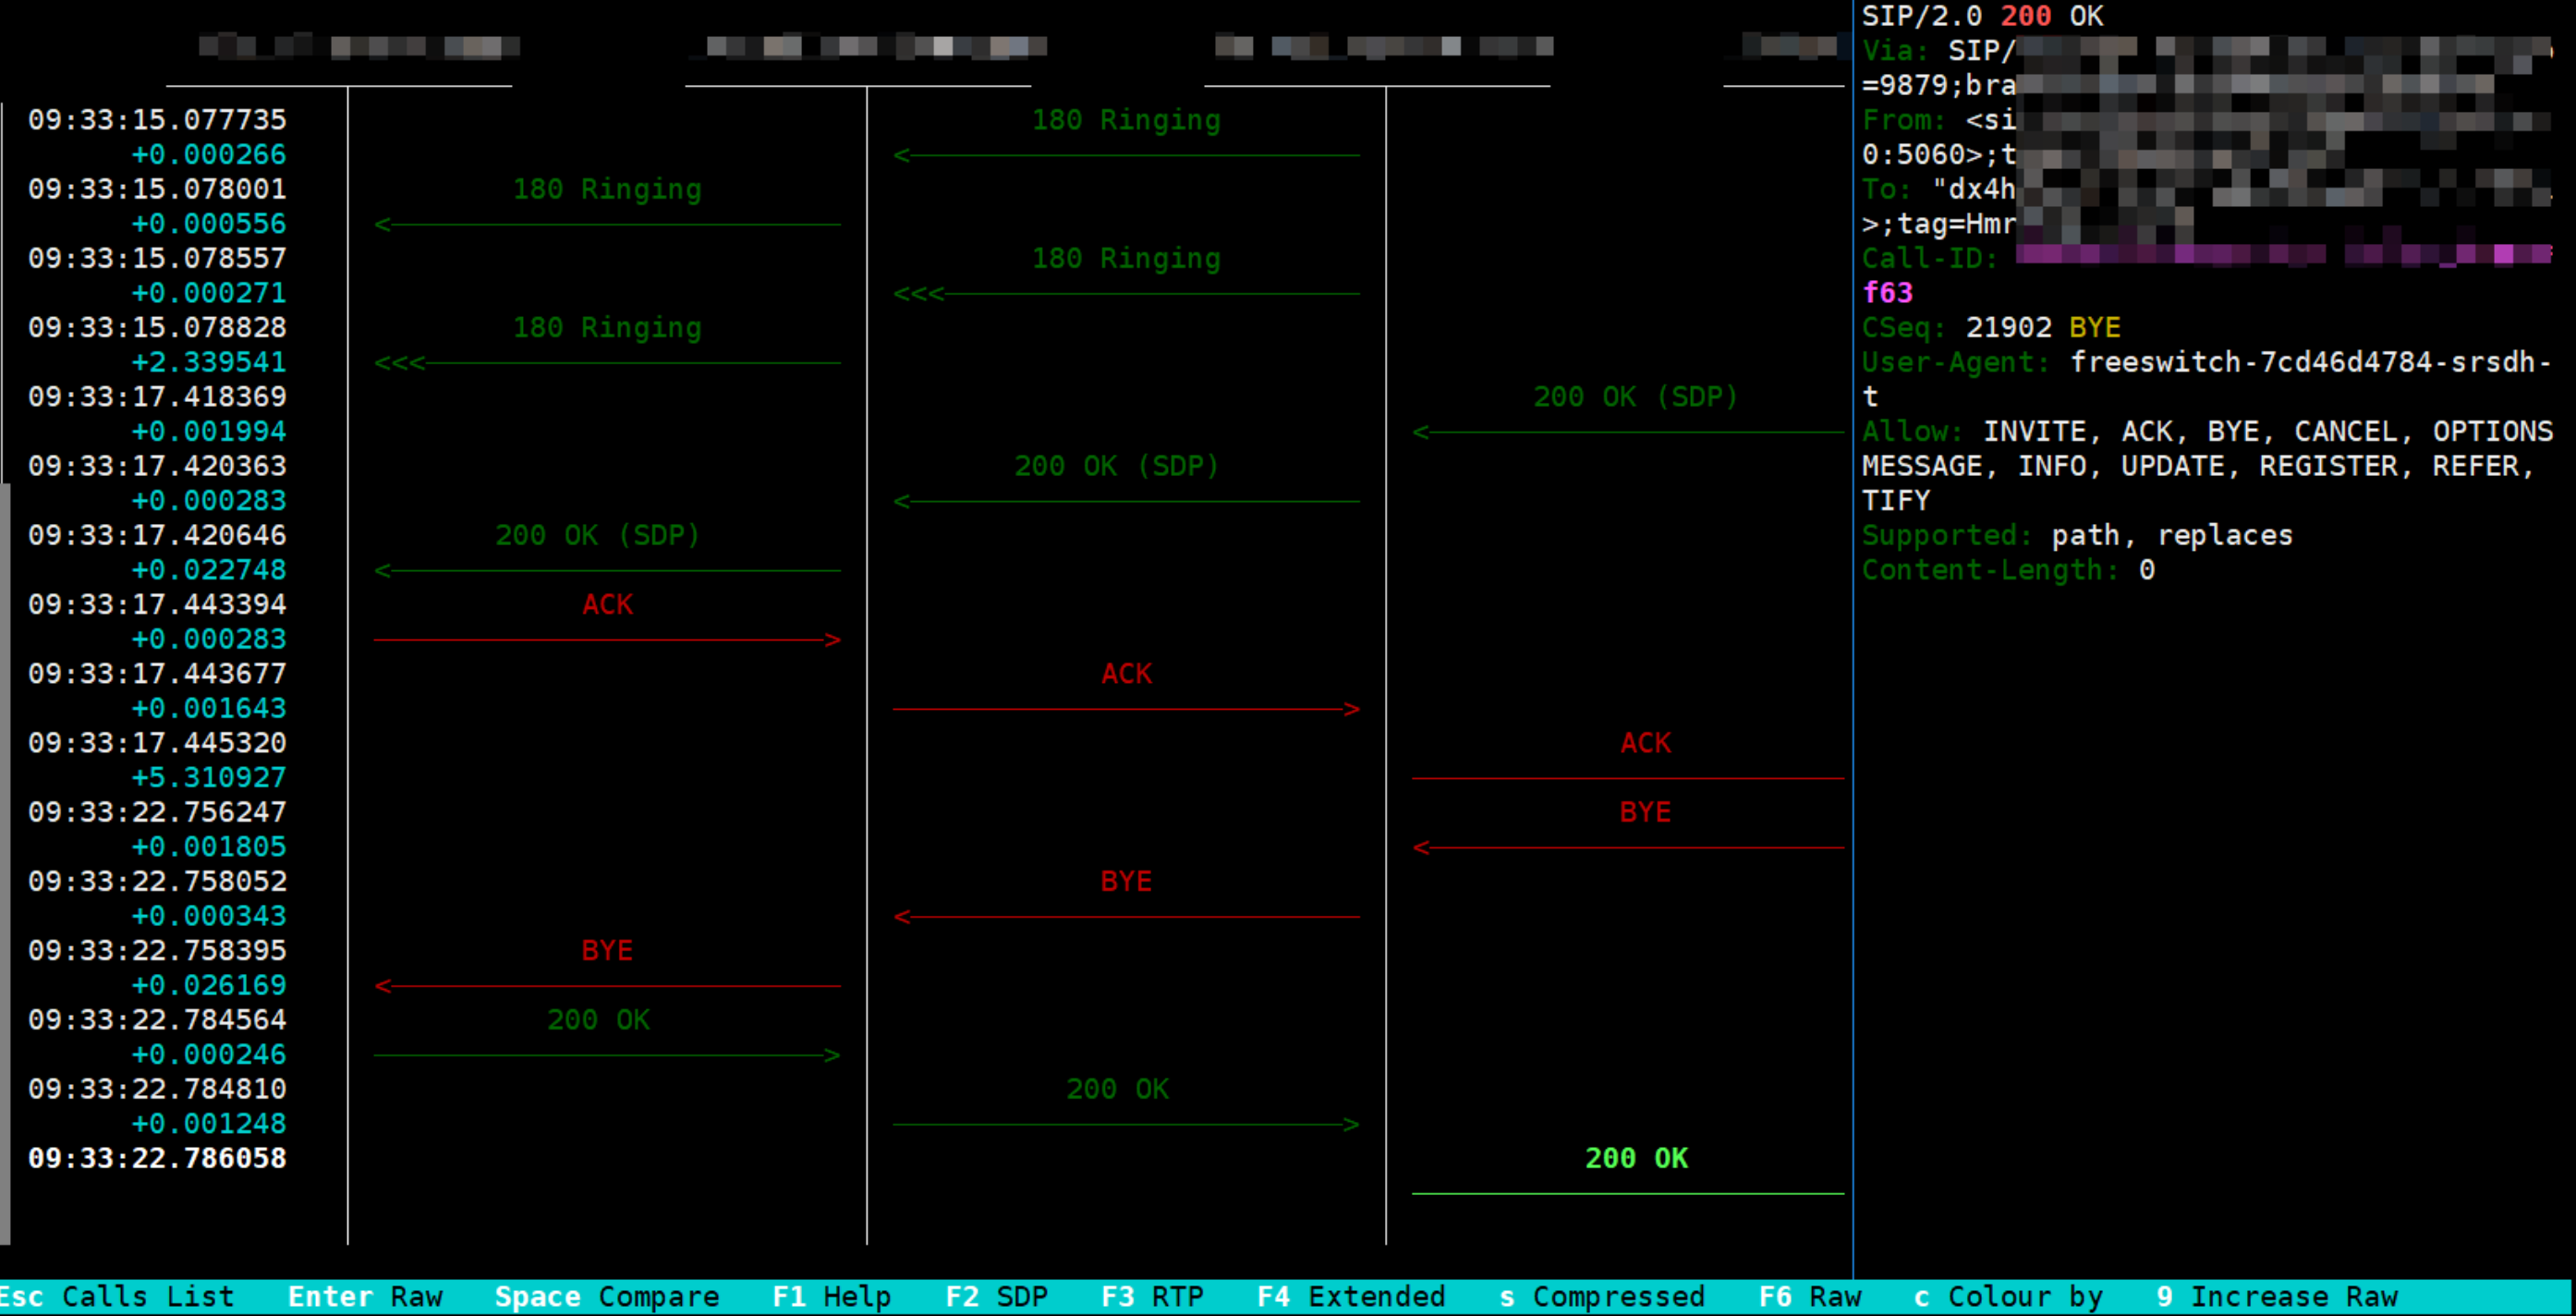 09:33:15.077735 180 Ringing
+0.000266 <
09:33:15.078001 180 Ringing
+0.000556 <
09:33:15.078557 180 Ringing
+0.000271 <<<
09:33:15.078828 180 Ringing
+2.339541 <<<
09:33:17.418369 200 OK (SDP)
+0.001994 <
09:33:17.420363 200 OK (SDP)
+0.000283 <
09:33:17.420646 200 OK (SDP)
+0.022748 <
09:33:17.443394 ACK
+0.000283 >
09:33:17.443677 ACK
+0.001643 >
09:33:17.445320 ACK
+5.310927
09:33:22.756247 BYE
+0.001805 <
09:33:22.758052 BYE
+0.000343 <
09:33:22.758395 BYE
+0.026169 <
09:33:22.784564 200 OK
+0.000246 >
09:33:22.784810 200 OK
+0.001248 >
09:33:22.786058 200 OK
SIP/2.0 200 OK
Via: SIP/
=9879;bra
From: <si
0:5060>;t
To: "dx4h
>;tag=Hmr
Call-ID:
f63
CSeq: 21902 BYE
User-Agent: freeswitch-7cd46d4784-srsdh-
t
Allow: INVITE, ACK, BYE, CANCEL, OPTIONS
MESSAGE, INFO, UPDATE, REGISTER, REFER,
TIFY
Supported: path, replaces
Content-Length: 0
Esc Calls List Enter Raw Space Compare F1 Help F2 SDP F3 RTP F4 Extended s Compressed F6 Raw c Colour by 9 Increase Raw